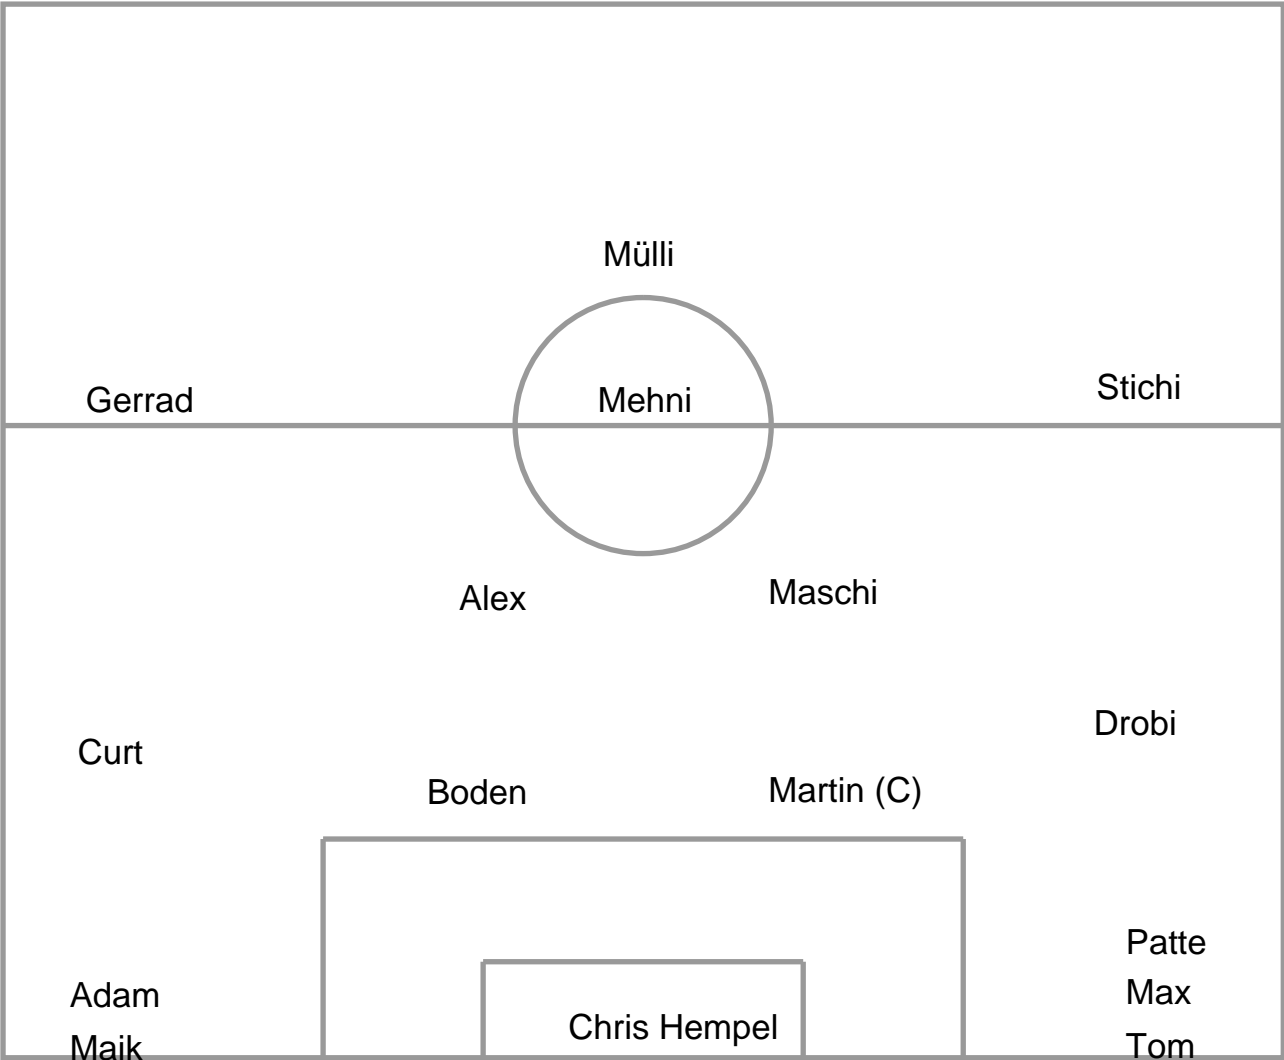 Mülli
Gerrad
Mehni
Stichi
Alex
Maschi
Curt
Drobi
Boden
Martin (C)
Patte
Adam
Max
Chris Hempel
Maik
Tom